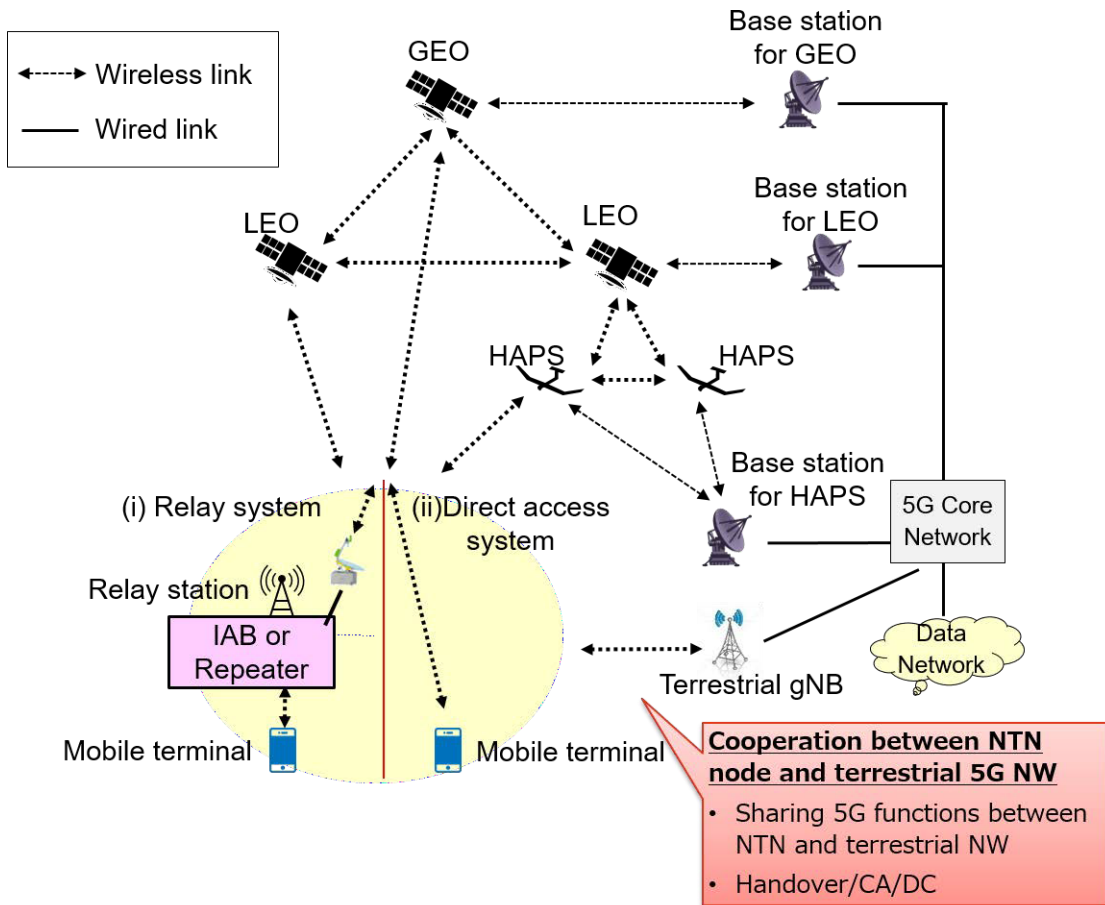 Wireless link
Wired link
GEO
Base station
for GEO
LEO
LEO
Base station
for LEO
HAPS
HAPS
Base station
for HAPS
5G Core
Network
(i) Relay system
(ii)Direct access
system
Relay station
IAB or
Repeater
Data
Network
Terrestrial gNB
Mobile terminal
Mobile terminal
Cooperation between NTN
node and terrestrial 5G NW
• Sharing 5G functions between
NTN and terrestrial NW
• Handover/CA/DC